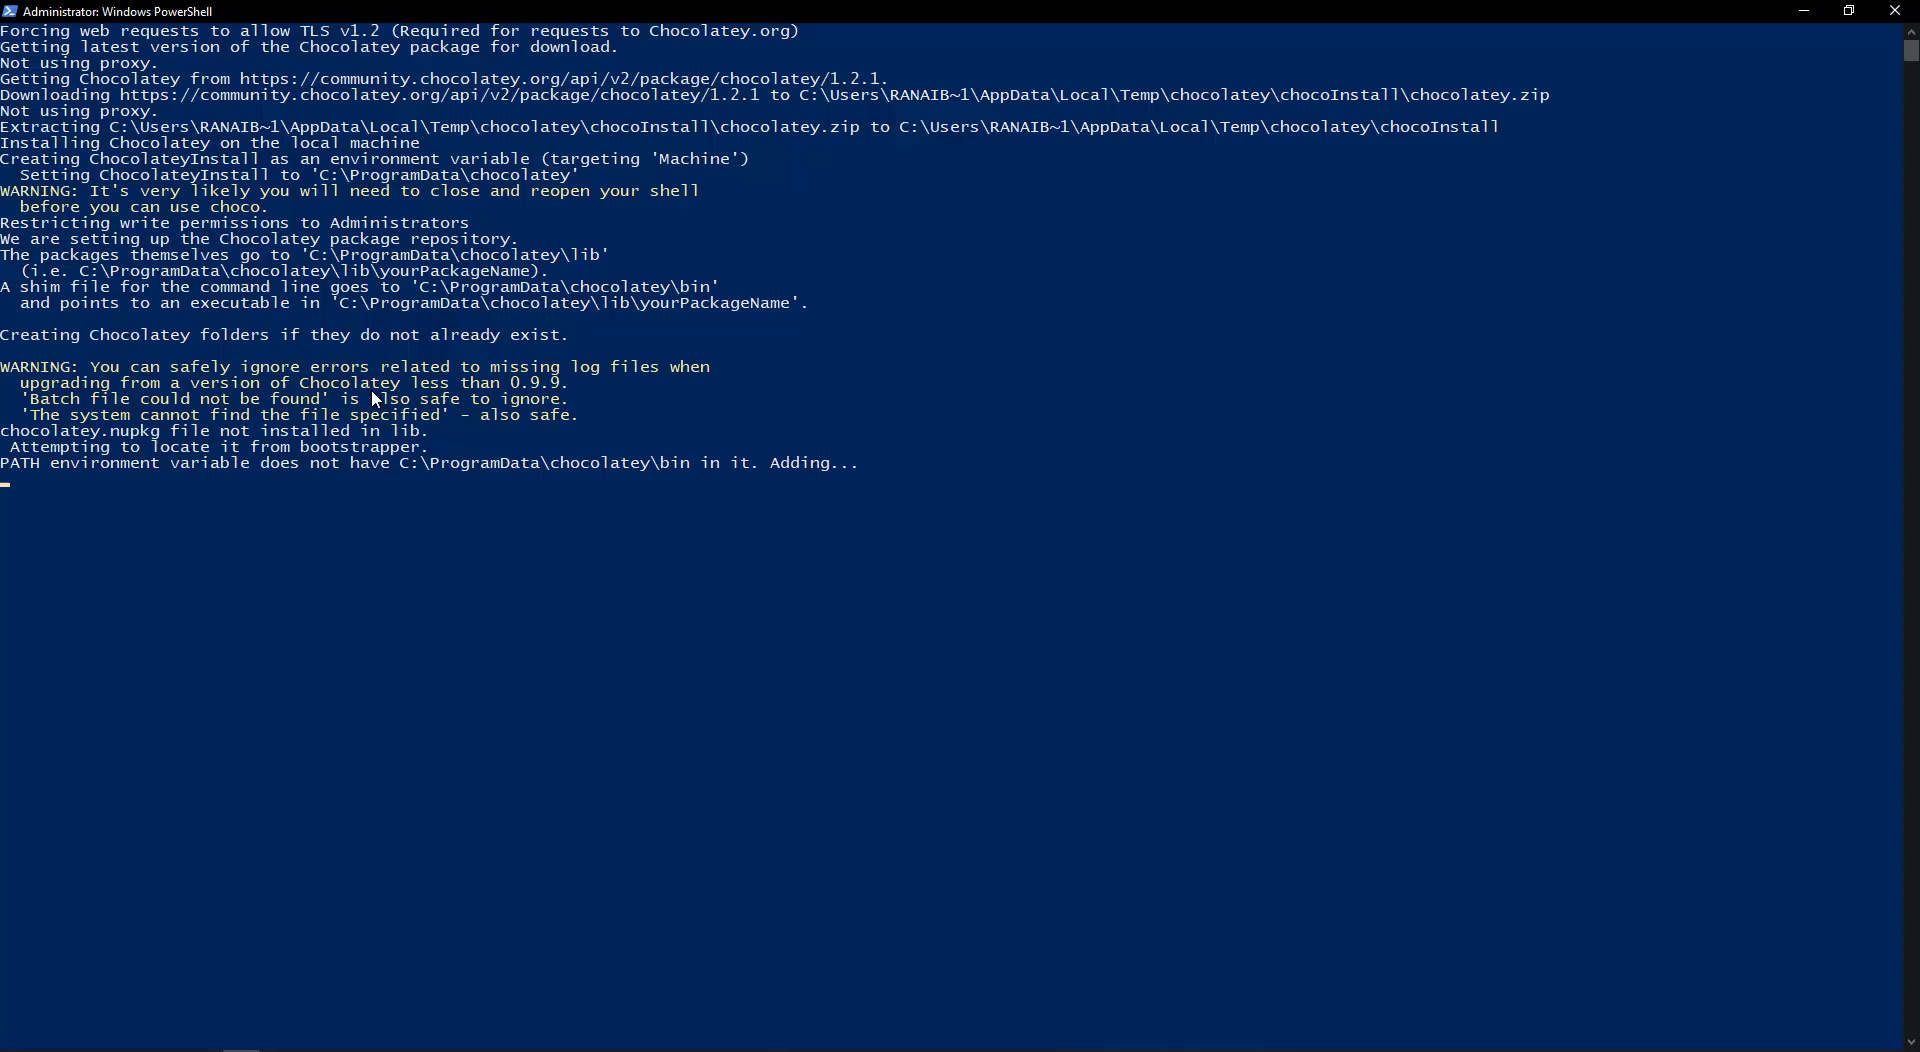 Administrator: Windows PowerShell
Forcing web requests to allow TLS v1.2 (Required for requests to Chocolatey.org)
Getting latest version of the Chocolatey package for download.
Not using proxy.
Getting Chocolatey from https://community.chocolatey.org/api/v2/package/chocolatey/1.2.1.
Downloading https://community.chocolatey.org/api/v2/package/chocolatey/1.2.1 to C:\Users\RANAIB~1\AppData\Local\Temp\chocolatey\chocoInstall\chocolatey.zip
Not using proxy.
Extracting C:\Users\RANAIB~1\AppData\Local\Temp\chocolatey\chocoInstall\chocolatey.zip to C:\Users\RANAIB~1\AppData\Local\Temp\chocolatey\chocoInstall
Installing Chocolatey on the local machine
Creating ChocolateyInstall as an environment variable (targeting 'Machine')
  Setting ChocolateyInstall to 'C:\ProgramData\chocolatey'
WARNING: It's very likely you will need to close and reopen your shell
  before you can use choco.
Restricting write permissions to Administrators
We are setting up the Chocolatey package repository.
The packages themselves go to 'C:\ProgramData\chocolatey\lib'
  (i.e. C:\ProgramData\chocolatey\lib\yourPackageName).
A shim file for the command line goes to 'C:\ProgramData\chocolatey\bin'
  and points to an executable in 'C:\ProgramData\chocolatey\lib\yourPackageName'.
Creating Chocolatey folders if they do not already exist.
WARNING: You can safely ignore errors related to missing log files when
  upgrading from a version of Chocolatey less than 0.9.9.
  'Batch file could not be found' is also safe to ignore.
  'The system cannot find the file specified' - also safe.
chocolatey.nupkg file not installed in lib.
 Attempting to locate it from bootstrapper.
PATH environment variable does not have C:\ProgramData\chocolatey\bin in it. Adding...